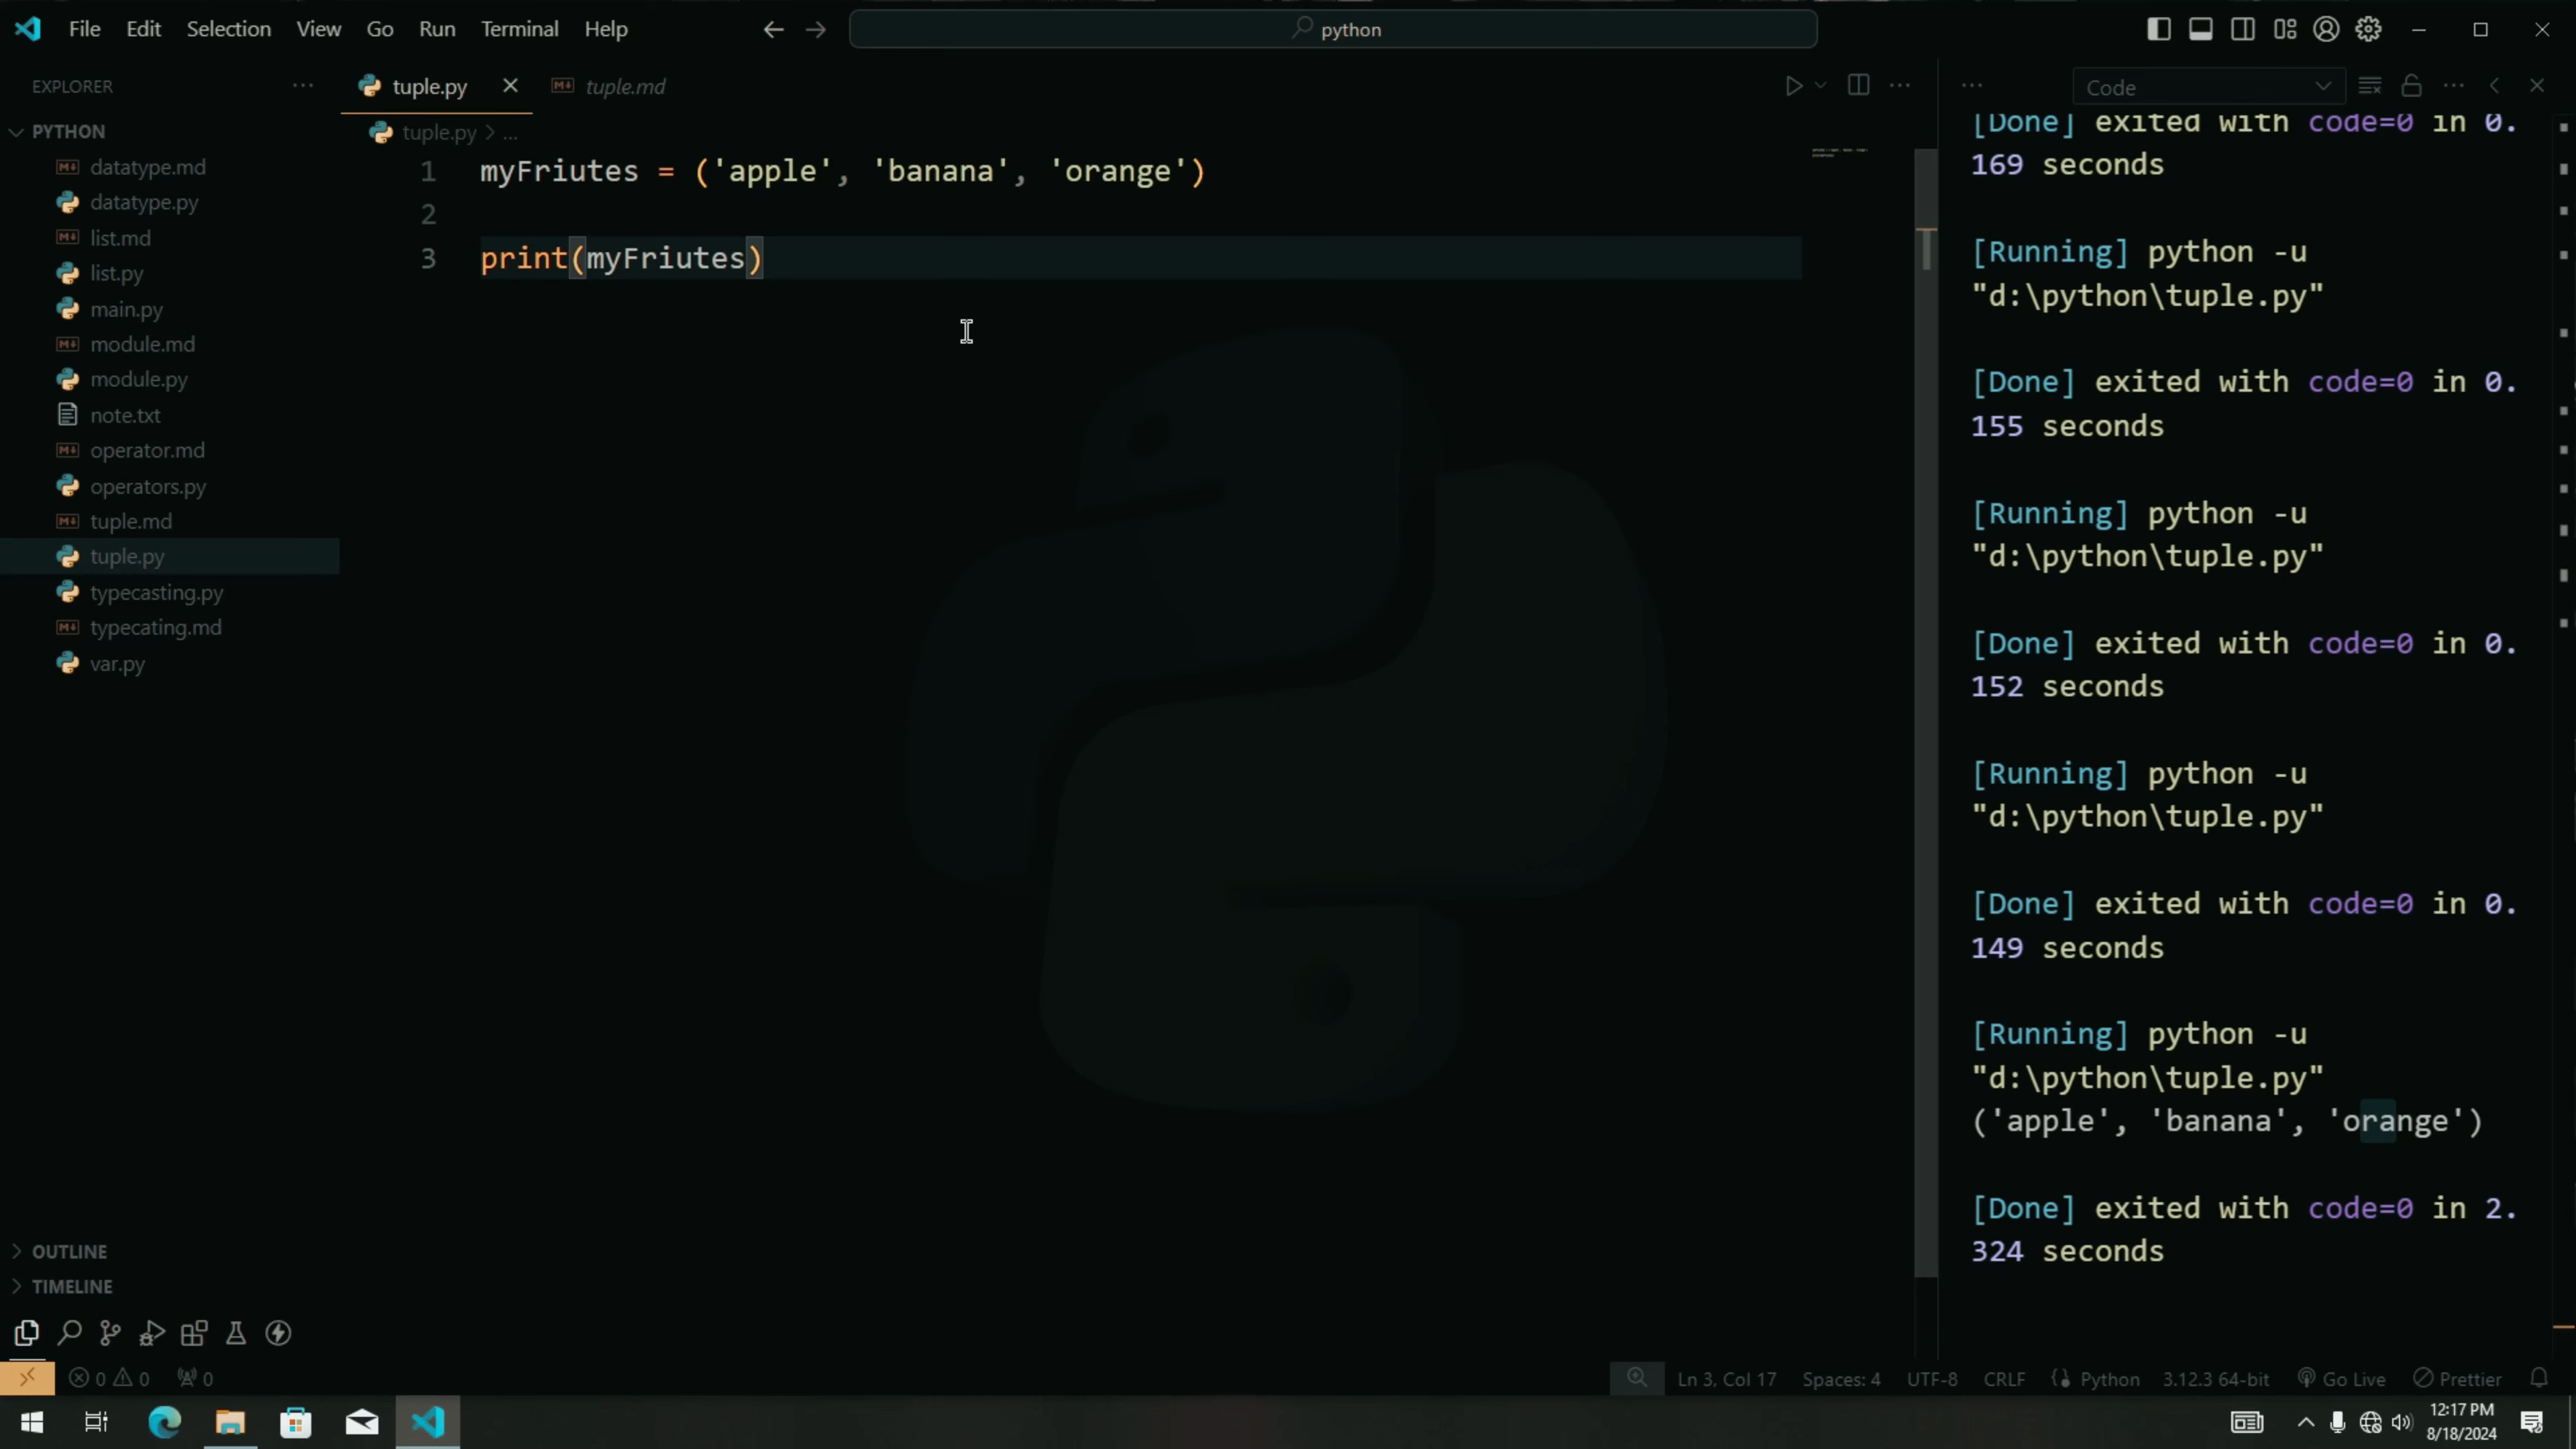 File Edit Selection View Go Run Terminal Help
python
EXPLORER
PYTHON
datatype.md
datatype.py
list.md
list.py
main.py
module.md
module.py
note.txt
operator.md
operators.py
tuple.md
tuple.py
typecasting.py
typecating.md
var.py
OUTLINE
TIMELINE
tuple.py tuple.md
tuple.py > ...
1 myFriutes = ('apple', 'banana', 'orange')
2
3 print(myFriutes)
Code
[Done] exited with code=0 in 0.
169 seconds
[Running] python -u
"d:\python\tuple.py"
[Done] exited with code=0 in 0.
155 seconds
[Running] python -u
"d:\python\tuple.py"
[Done] exited with code=0 in 0.
152 seconds
[Running] python -u
"d:\python\tuple.py"
[Done] exited with code=0 in 0.
149 seconds
[Running] python -u
"d:\python\tuple.py"
('apple', 'banana', 'orange')
[Done] exited with code=0 in 2.
324 seconds
0 0 0 Ln 3, Col 17 Spaces: 4 UTF-8 CRLF Python 3.12.3 64-bit Go Live Prettier
12:17 PM
8/18/2024